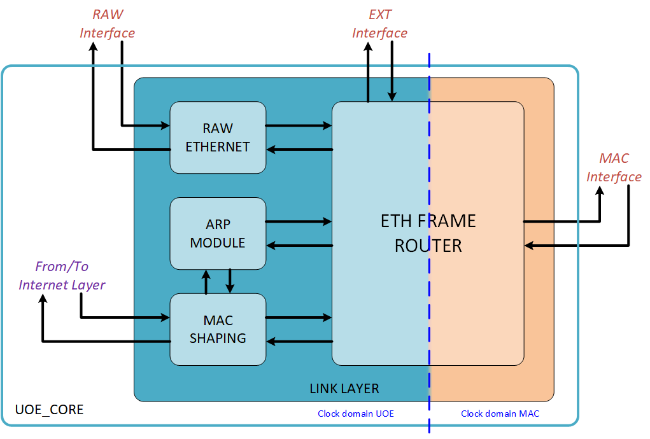 RAW
Interface
EXT
Interface
RAW
ETHERNET
MAC
Interface
ARP
MODULE
ETH FRAME
ROUTER
From/To
Internet Layer
MAC
SHAPING
LINK LAYER
UOE_CORE
Clock domain UOE
Clock domain MAC